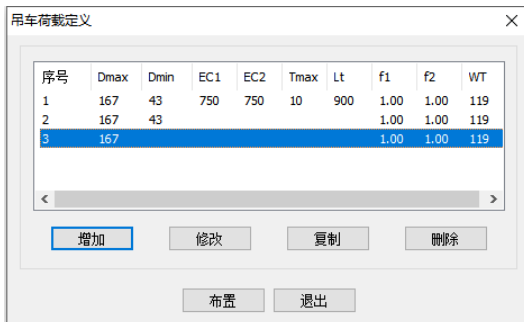 吊车荷载定义
序号 Dmax Dmin EC1 EC2 Tmax Lt f1 f2 WT
1 167 43 750 750 10 900 1.00 1.00 119
2 167 43 1.00 1.00 119
3 167 1.00 1.00 119
增加 修改 复制 删除
布置 退出